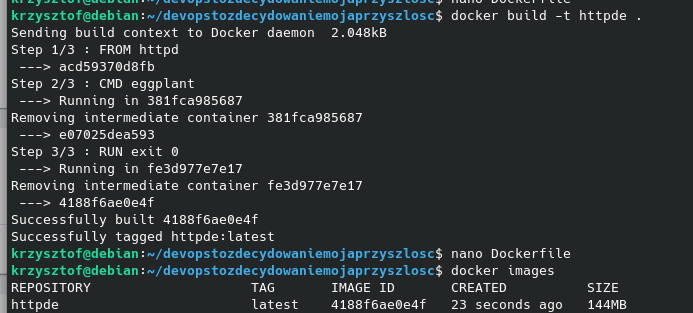 krzysztof@debian:~/devopstozdecydowaniemojaprzyszlosc$ nano Dockerfile
krzysztof@debian:~/devopstozdecydowaniemojaprzyszlosc$ docker build -t httpde .
Sending build context to Docker daemon  2.048kB
Step 1/3 : FROM httpd
 ---> acd59370d8fb
Step 2/3 : CMD eggplant
 ---> Running in 381fca985687
Removing intermediate container 381fca985687
 ---> e07025dea593
Step 3/3 : RUN exit 0
 ---> Running in fe3d977e7e17
Removing intermediate container fe3d977e7e17
 ---> 4188f6ae0e4f
Successfully built 4188f6ae0e4f
Successfully tagged httpde:latest
krzysztof@debian:~/devopstozdecydowaniemojaprzyszlosc$ nano Dockerfile
krzysztof@debian:~/devopstozdecydowaniemojaprzyszlosc$ docker images
REPOSITORY                    TAG       IMAGE ID       CREATED          SIZE
httpde                        latest    4188f6ae0e4f   23 seconds ago   144MB